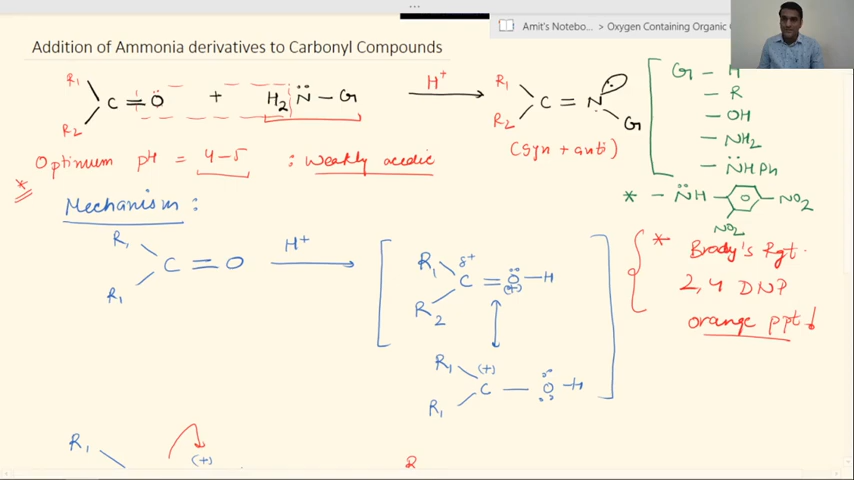 Amit's Notebo... > Oxygen Containing Organic
Addition of Ammonia derivatives to Carbonyl Compounds
R1 R2 C = O + H2 N - G H+ R1 R2 C = N G
(syn + anti)
G - H
- R
- OH
- NH2
- NHPh
* - NH - NO2
NO2
Optimum pH = 4-5 : weakly acidic
*
Mechanism :
R1 R1 C = O H+ R1 R2 C δ+ = O (+) - H
R1 R1 C (+) - O - H
* Brady's Rgt.
2,4 DNP
orange ppt ↓
R1 (+)
R